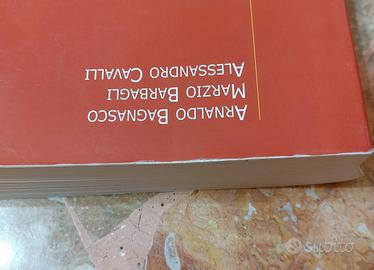 ARNALDO BAGNASCO
MARZIO BARBAGLI
ALESSANDRO CAVALLI
subito